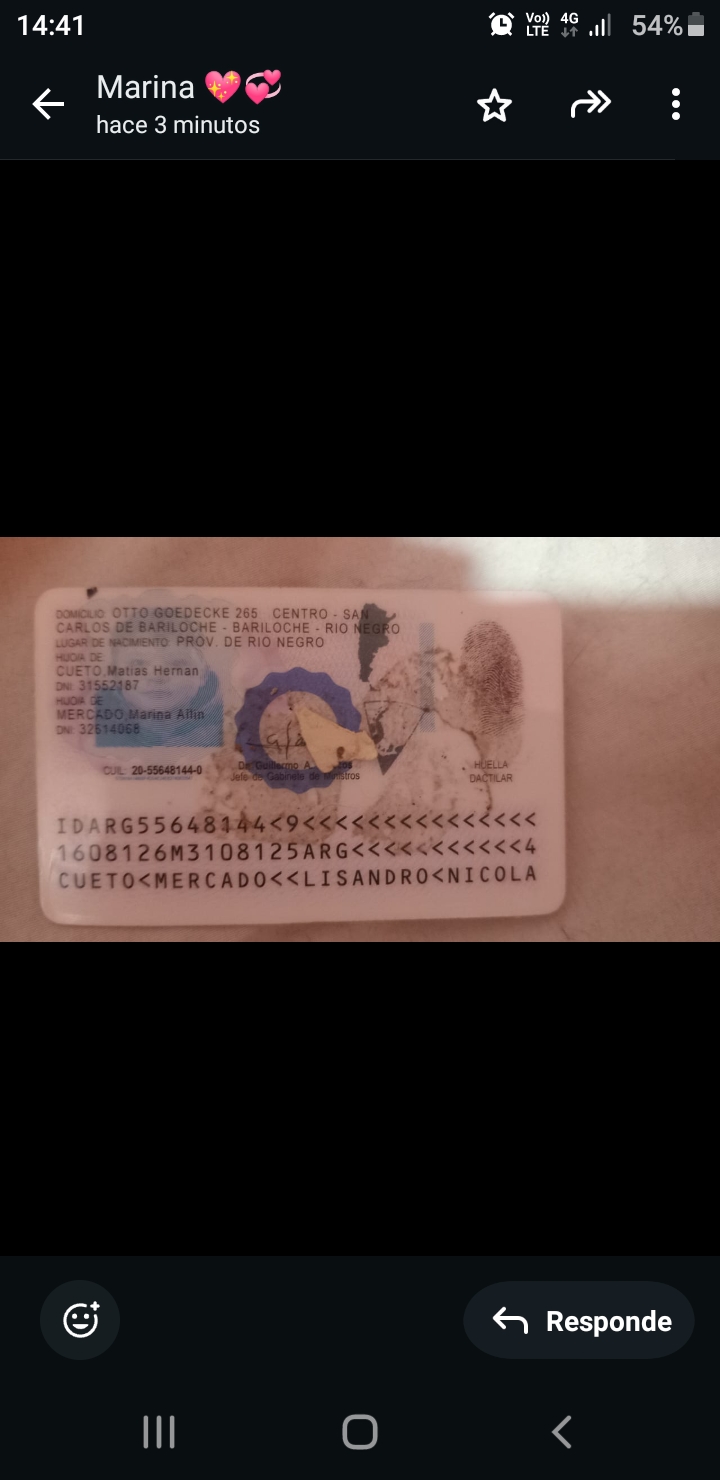 14:41
Vo)) LTE 4G 54%
Marina 💖💞
hace 3 minutos
DOMICILIO: OTTO GOEDECKE 265 CENTRO - SAN
CARLOS DE BARILOCHE - BARILOCHE - RIO NEGRO
LUGAR DE NACIMIENTO: PROV. DE RIO NEGRO
HIJO/A DE
CUETO,Matias Hernan
DNI: 31552187
HIJO/A DE
MERCADO,Marina Ailin
DNI:
CUIL: 20-55648144-0
Dr. Guillermo A.
Jefe de Gabinete de Ministros
HUELLA
DACTILAR
IDARG55648144<9<<<<<<<<<<<<<<<
1608126M3108125ARG<<<<<<<<<<<4
CUETO<MERCADO<<LISANDRO<NICOLA
Responde